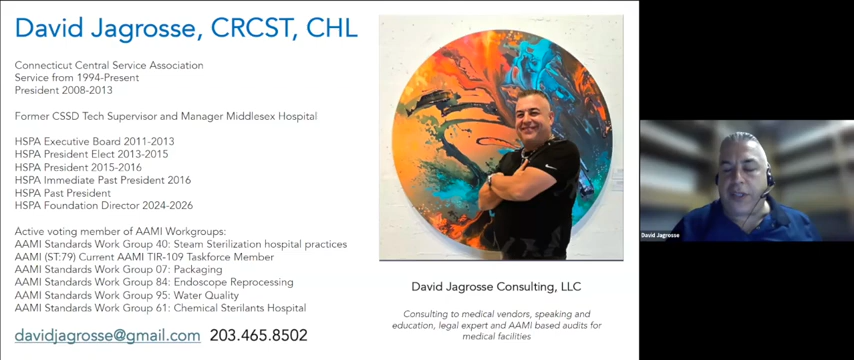 David Jagrosse, CRCST, CHL
Connecticut Central Service Association
Service from 1994-Present
President 2008-2013
Former CSSD Tech Supervisor and Manager Middlesex Hospital
HSPA Executive Board 2011-2013
HSPA President Elect 2013-2015
HSPA President 2015-2016
HSPA Immediate Past President 2016
HSPA Past President
HSPA Foundation Director 2024-2026
Active voting member of AAMI Workgroups:
AAMI Standards Work Group 40: Steam Sterilization hospital practices
AAMI (ST:79) Current AAMI TIR-109 Taskforce Member
AAMI Standards Work Group 07: Packaging
AAMI Standards Work Group 84: Endoscope Reprocessing
AAMI Standards Work Group 95: Water Quality
AAMI Standards Work Group 61: Chemical Sterilants Hospital
davidjagrosse@gmail.com 203.465.8502
David Jagrosse Consulting, LLC
Consulting to medical vendors, speaking and
education, legal expert and AAMI based audits for
medical facilities
David Jagrosse